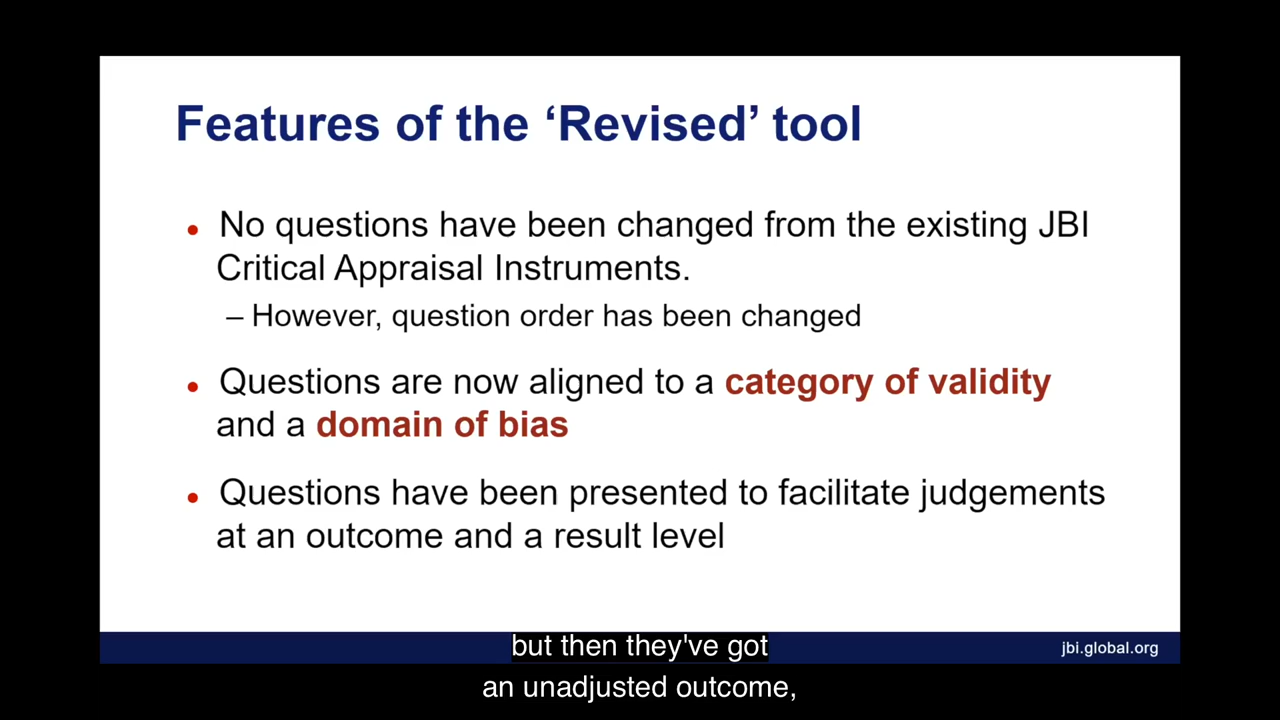 Features of the ‘Revised’ tool
• No questions have been changed from the existing JBI
Critical Appraisal Instruments.
– However, question order has been changed
• Questions are now aligned to a category of validity
and a domain of bias
• Questions have been presented to facilitate judgements
at an outcome and a result level
but then they've got
jbi.global.org
an unadjusted outcome,